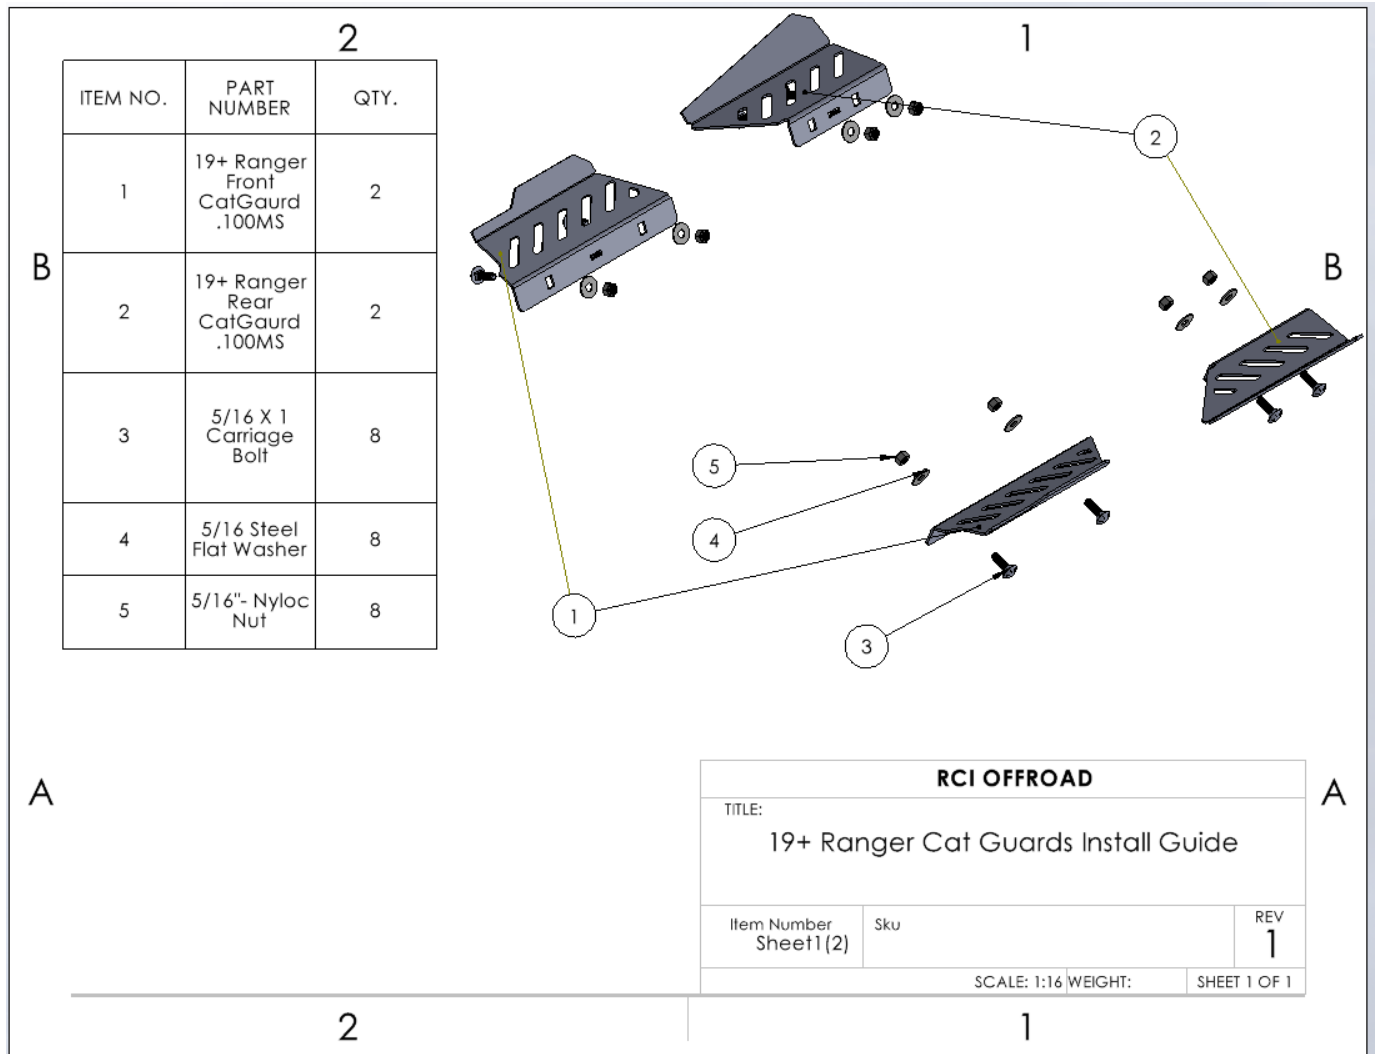 2
1
ITEM NO.
PART
NUMBER
QTY.
1
19+ Ranger
Front
CatGaurd
.100MS
2
2
19+ Ranger
Rear
CatGaurd
.100MS
2
3
5/16 X 1
Carriage
Bolt
8
4
5/16 Steel
Flat Washer
8
5
5/16"- Nyloc
Nut
8
B
B
2
5
4
1
3
A
A
RCI OFFROAD
TITLE:
19+ Ranger Cat Guards Install Guide
Item Number
Sheet1(2)
Sku
REV
1
SCALE: 1:16 WEIGHT:
SHEET 1 OF 1
2
1